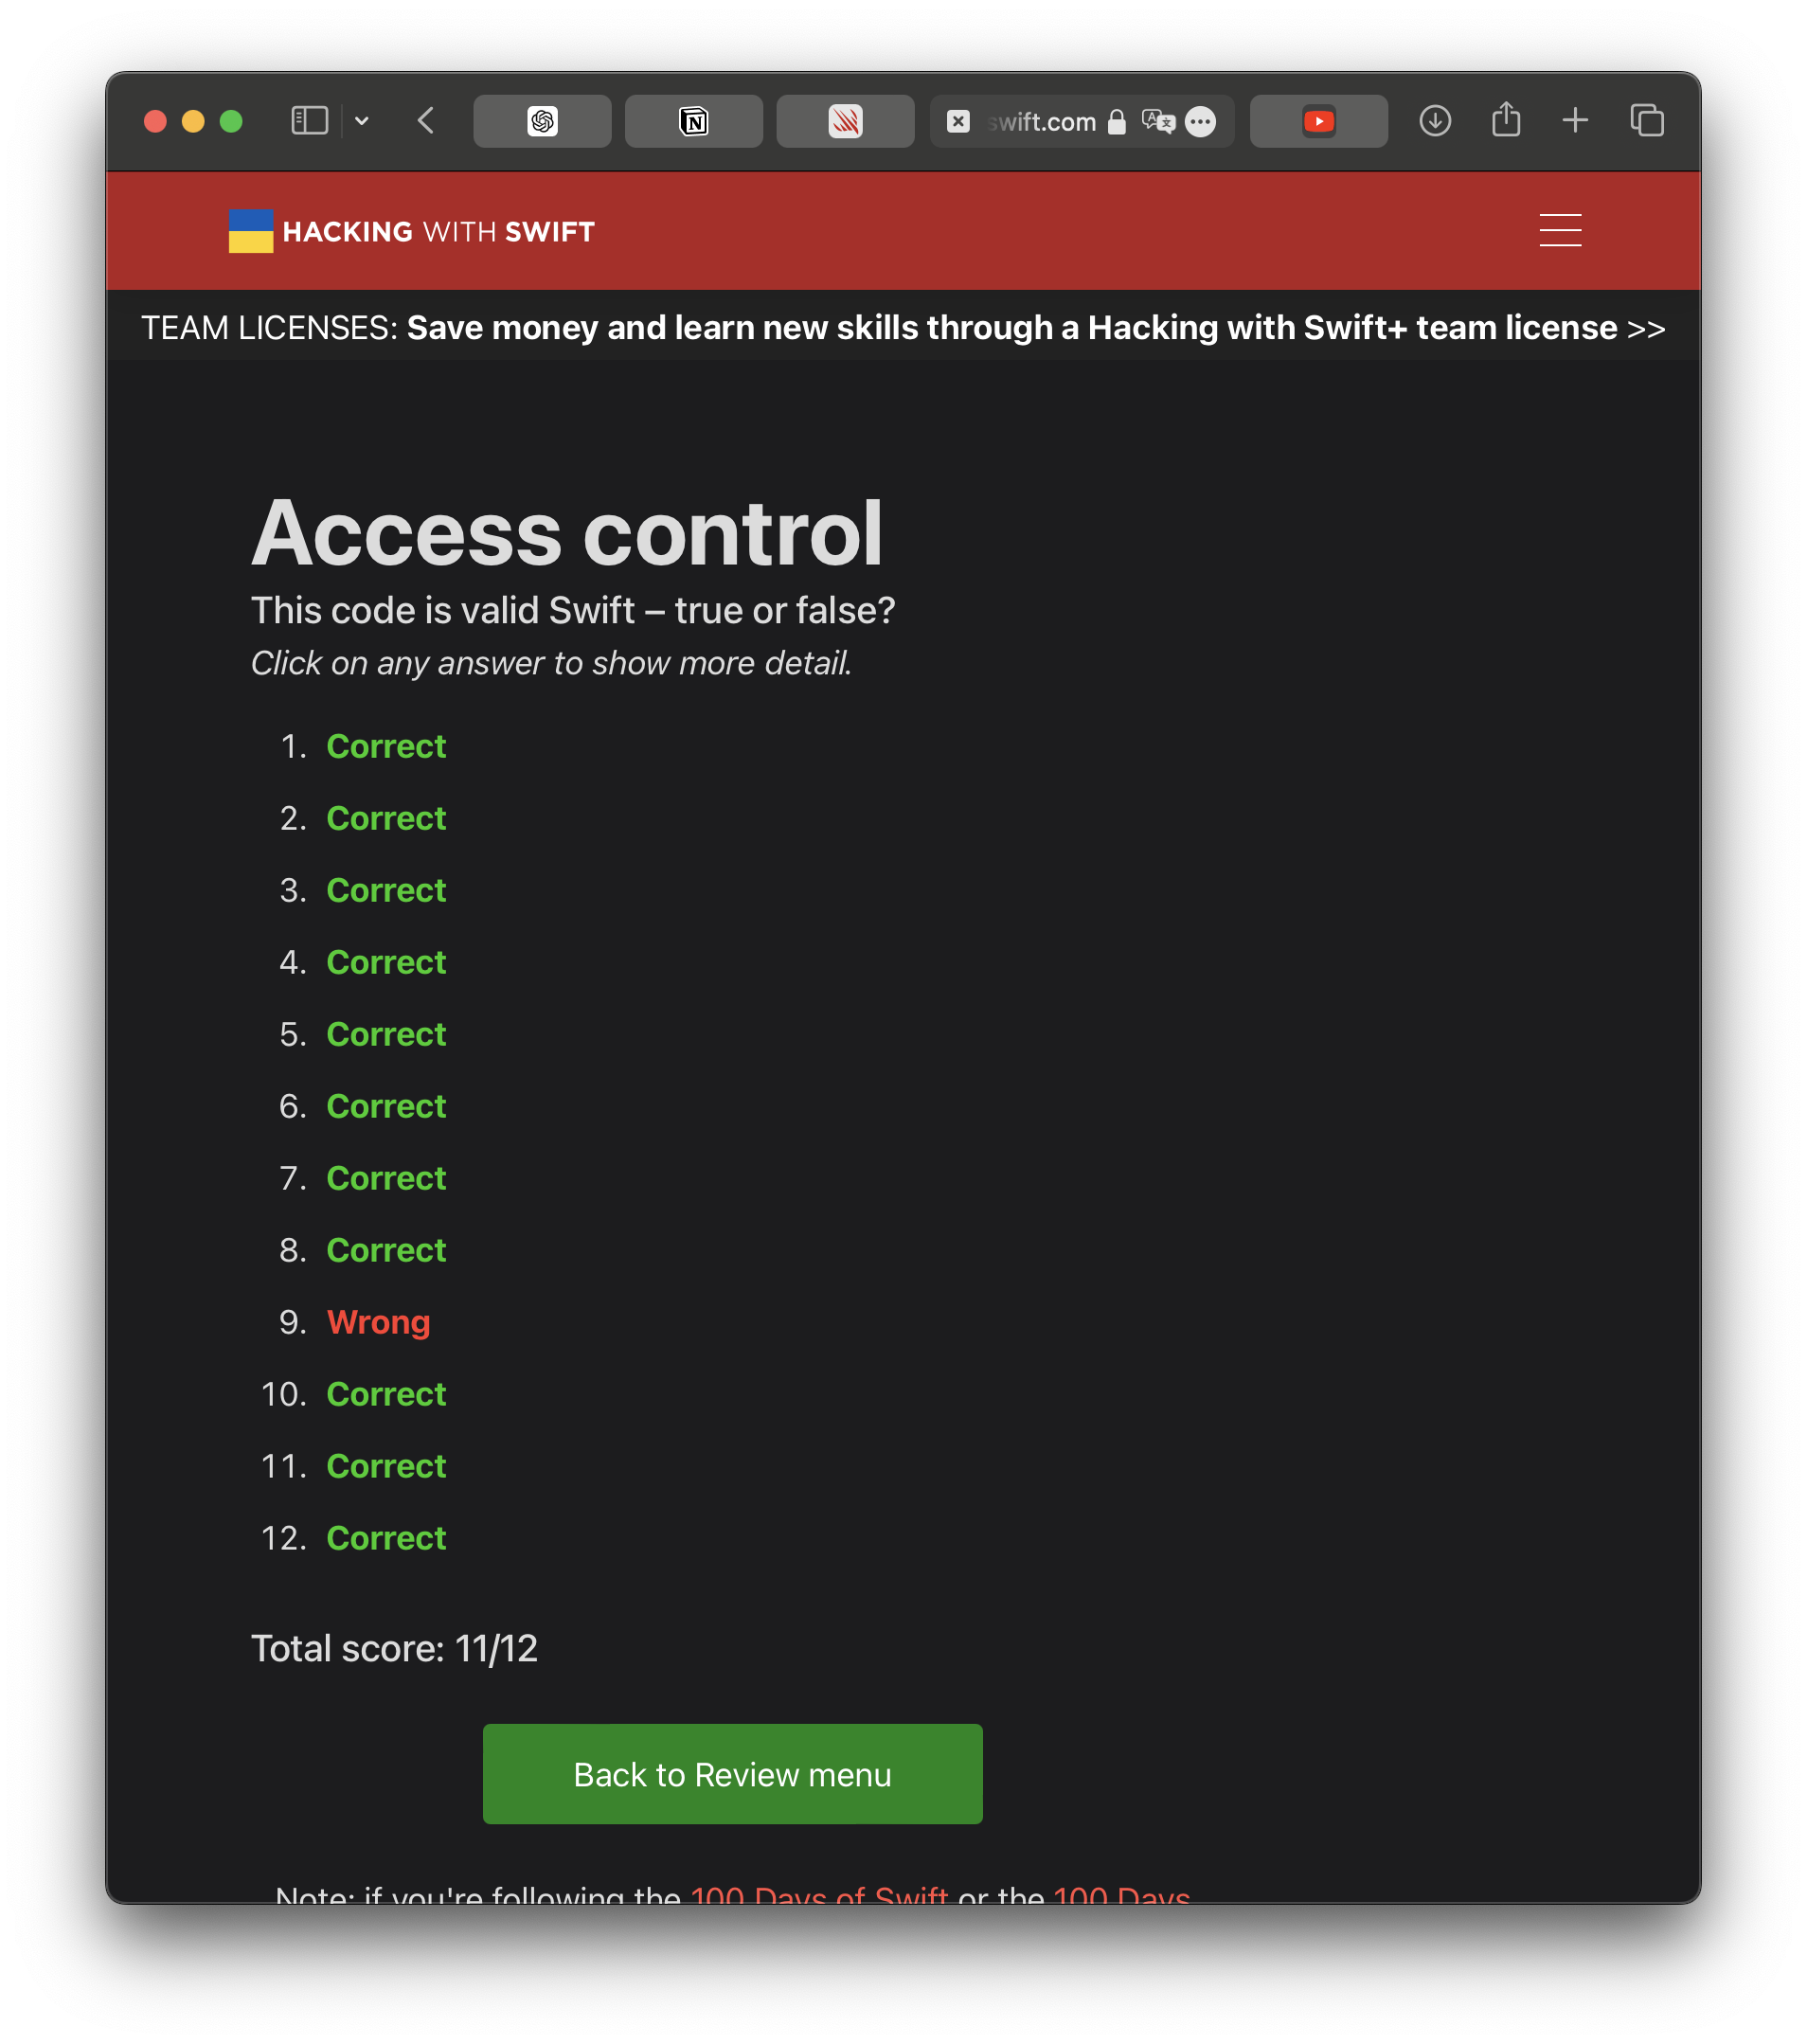 swift.com
HACKING WITH SWIFT
TEAM LICENSES: Save money and learn new skills through a Hacking with Swift+ team license >>
Access control
This code is valid Swift – true or false?
Click on any answer to show more detail.
1. Correct
2. Correct
3. Correct
4. Correct
5. Correct
6. Correct
7. Correct
8. Correct
9. Wrong
10. Correct
11. Correct
12. Correct
Total score: 11/12
Back to Review menu
Note: if you're following the 100 Days of Swift or the 100 Days